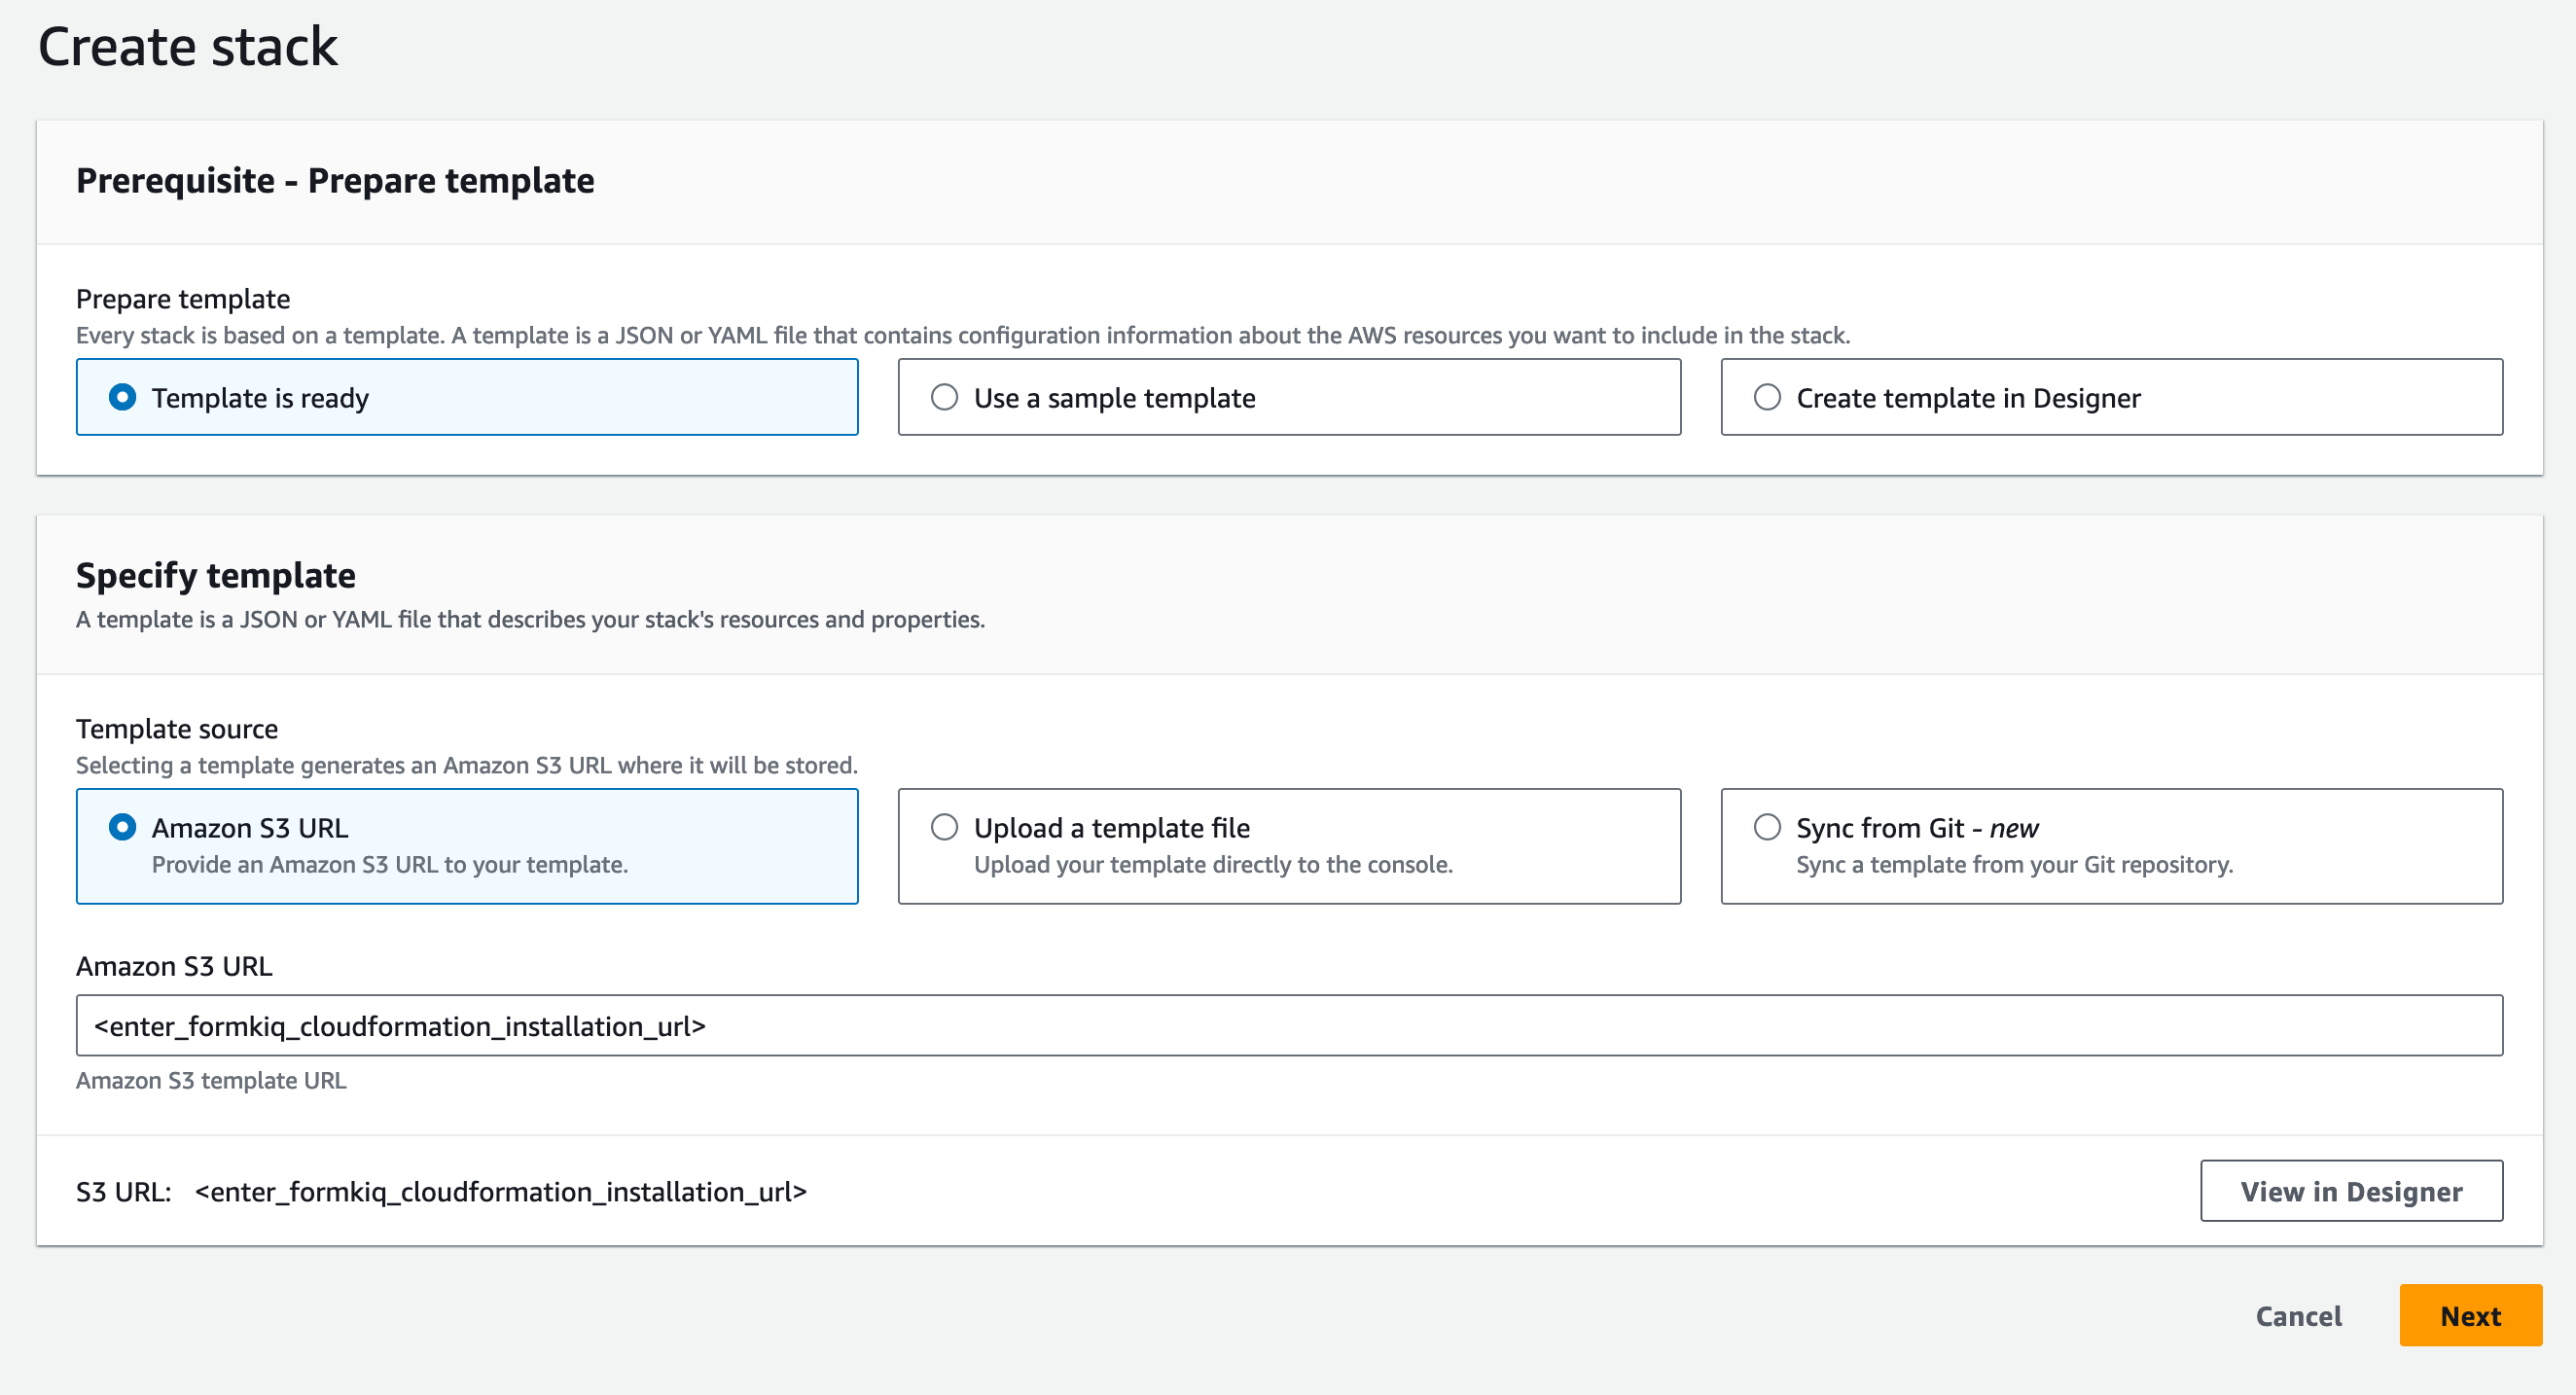 Create stack
Prerequisite - Prepare template
Prepare template
Every stack is based on a template. A template is a JSON or YAML file that contains configuration information about the AWS resources you want to include in the stack.
Template is ready
Use a sample template
Create template in Designer
Specify template
A template is a JSON or YAML file that describes your stack's resources and properties.
Template source
Selecting a template generates an Amazon S3 URL where it will be stored.
Amazon S3 URL
Provide an Amazon S3 URL to your template.
Upload a template file
Upload your template directly to the console.
Sync from Git - new
Sync a template from your Git repository.
Amazon S3 URL
<enter_formkiq_cloudformation_installation_url>
Amazon S3 template URL
S3 URL: <enter_formkiq_cloudformation_installation_url>
View in Designer
Cancel
Next